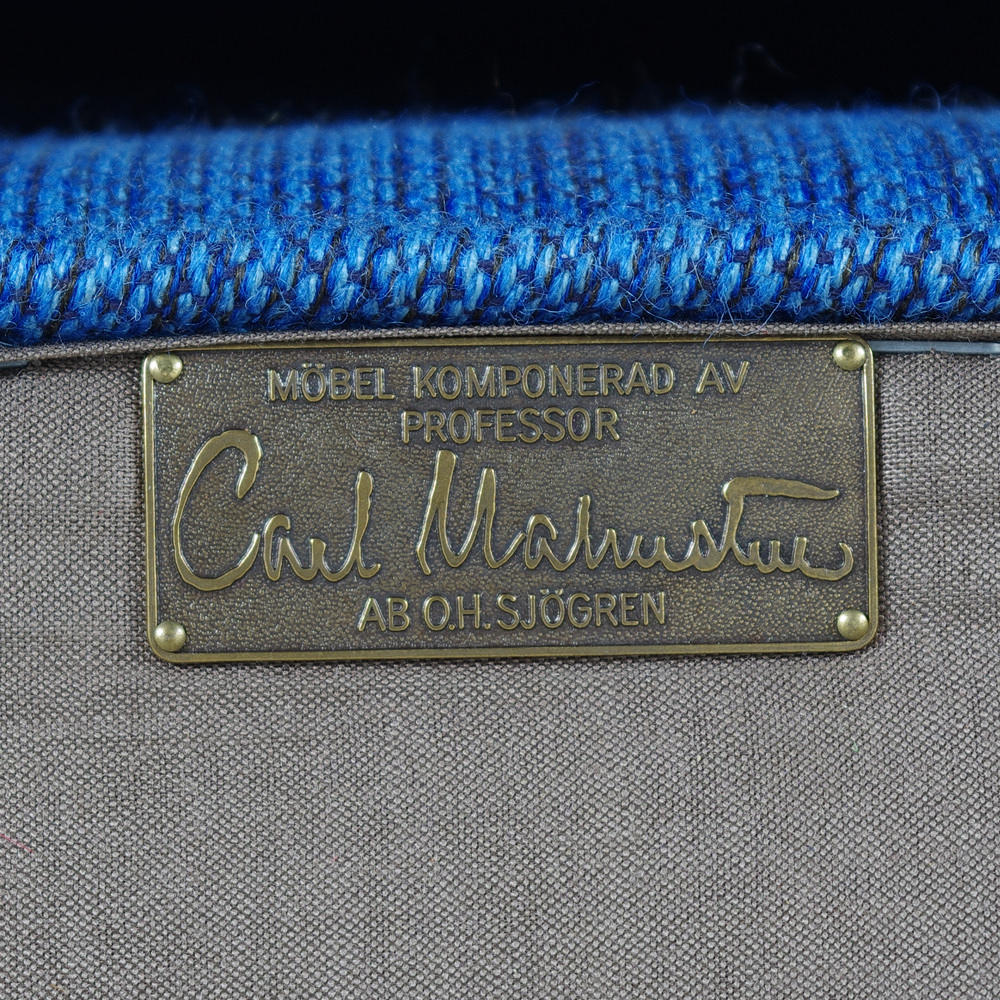 MÖBEL KOMPONERAD AV
PROFESSOR
Carl Malmsten
AB O.H. SJÖGREN